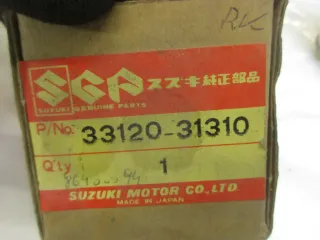 RK
SGP スズキ純正部品
SUZUKI GENUINE PARTS
P/No. 33120-31310
Q'ty 1
SUZUKI MOTOR CO.,LTD.
MADE IN JAPAN